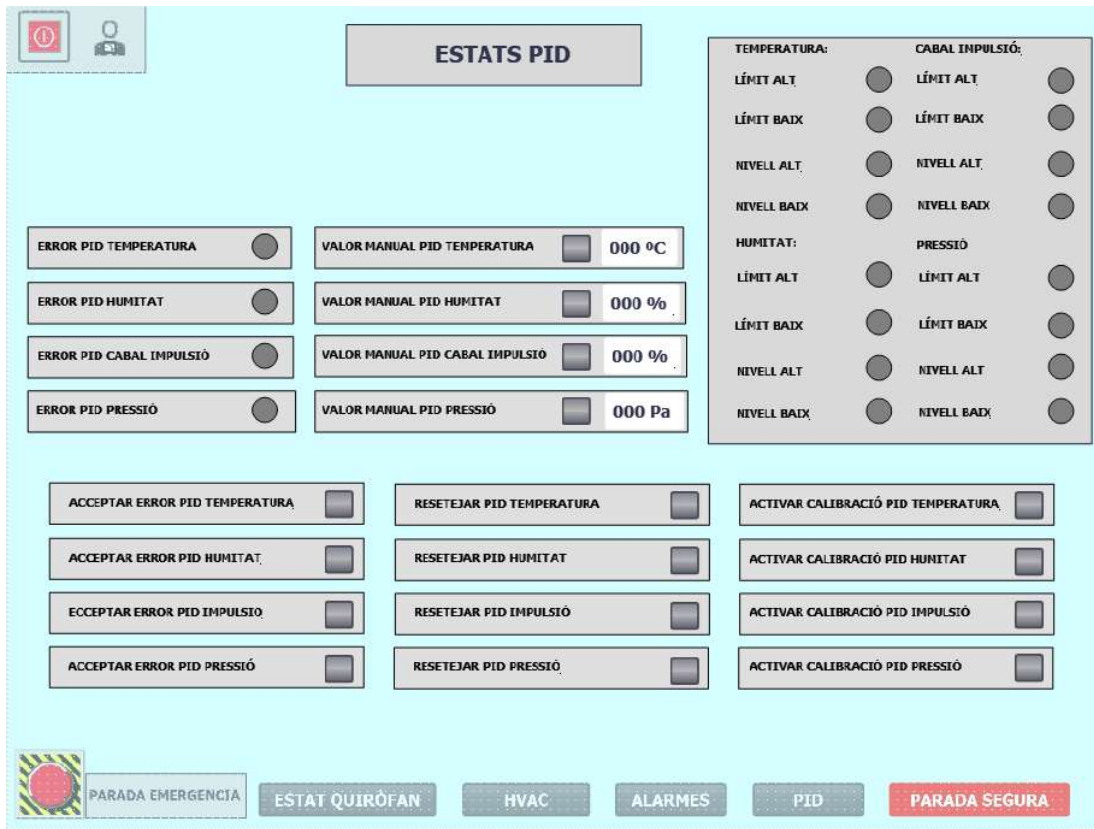 ESTATS PID
TEMPERATURA:
CABAL IMPULSIÓ:
LÍMIT ALT
LÍMIT ALT
LÍMIT BAIX
LÍMIT BAIX
NIVELL ALT
NIVELL ALT
NIVELL BAIX
NIVELL BAIX
HUMITAT:
PRESSIÓ
LÍMIT ALT
LÍMIT ALT
LÍMIT BAIX
LÍMIT BAIX
NIVELL ALT
NIVELL ALT
NIVELL BAIX
NIVELL BAIX
ERROR PID TEMPERATURA
VALOR MANUAL PID TEMPERATURA
000 ºC
ERROR PID HUMITAT
VALOR MANUAL PID HUMITAT
000 %
ERROR PID CABAL IMPULSIÓ
VALOR MANUAL PID CABAL IMPULSIÓ
000 %
ERROR PID PRESSIÓ
VALOR MANUAL PID PRESSIÓ
000 Pa
ACCEPTAR ERROR PID TEMPERATURA
RESETEJAR PID TEMPERATURA
ACTIVAR CALIBRACIÓ PID TEMPERATURA
ACCEPTAR ERROR PID HUMITAT
RESETEJAR PID HUMITAT
ACTIVAR CALIBRACIÓ PID HUMITAT
ECCEPTAR ERROR PID IMPULSIO
RESETEJAR PID IMPULSIÓ
ACTIVAR CALIBRACIÓ PID IMPULSIÓ
ACCEPTAR ERROR PID PRESSIÓ
RESETEJAR PID PRESSIÓ
ACTIVAR CALIBRACIÓ PID PRESSIÓ
PARADA EMERGENCIA
ESTAT QUIRÒFAN
HVAC
ALARMES
PID
PARADA SEGURA